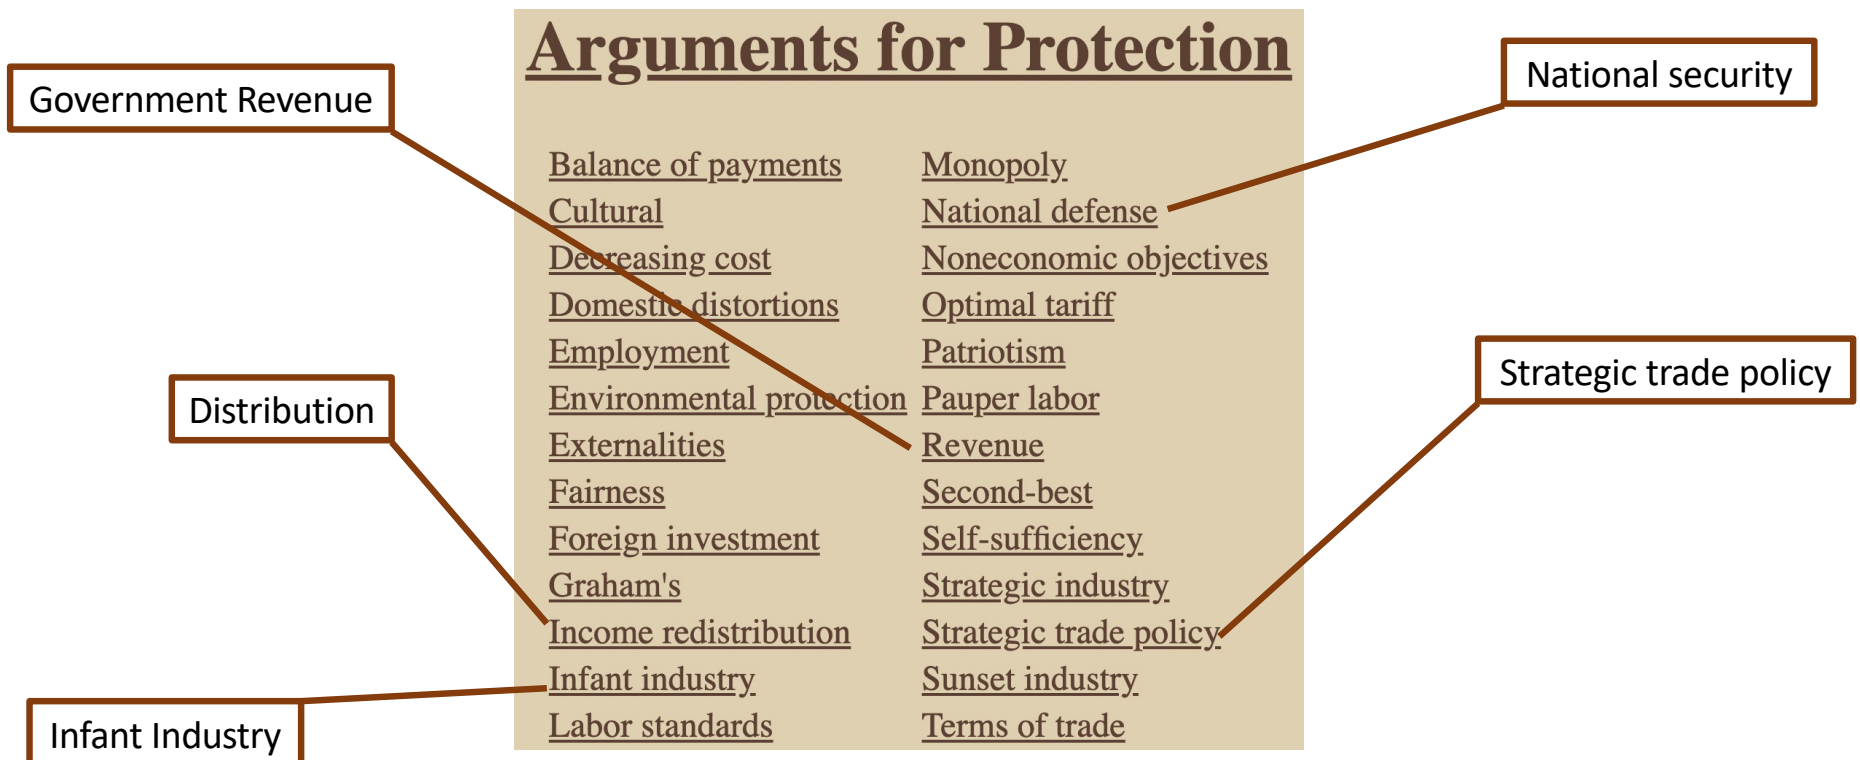 Arguments for Protection
Government Revenue
National security
Balance of payments
Monopoly
Cultural
National defense
Decreasing cost
Noneconomic objectives
Domestic distortions
Optimal tariff
Employment
Patriotism
Strategic trade policy
Distribution
Environmental protection
Pauper labor
Externalities
Revenue
Fairness
Second-best
Foreign investment
Self-sufficiency
Graham's
Strategic industry
Income redistribution
Strategic trade policy
Infant industry
Sunset industry
Infant Industry
Labor standards
Terms of trade